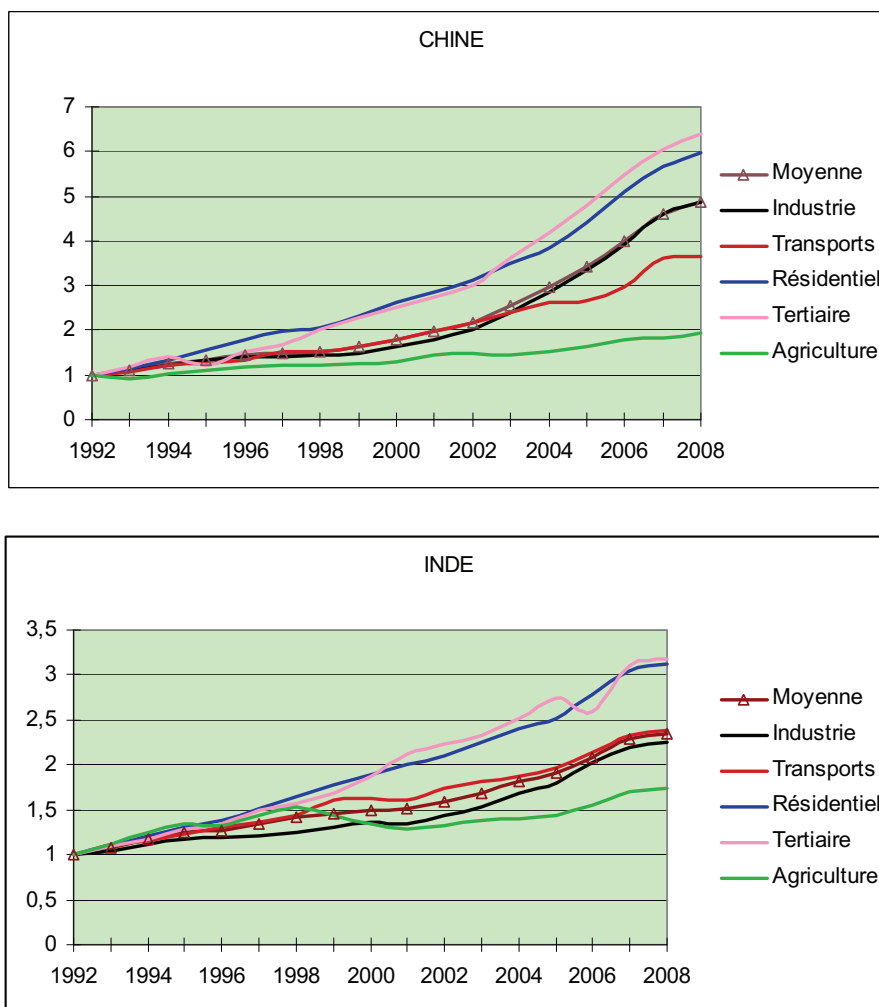 CHINE
7
6
5
4
3
2
1
0
1992 1994 1996 1998 2000 2002 2004 2006 2008
Moyenne
Industrie
Transports
Résidentiel
Tertiaire
Agriculture
INDE
3,5
3
2,5
2
1,5
1
0,5
0
1992 1994 1996 1998 2000 2002 2004 2006 2008
Moyenne
Industrie
Transports
Résidentiel
Tertiaire
Agriculture